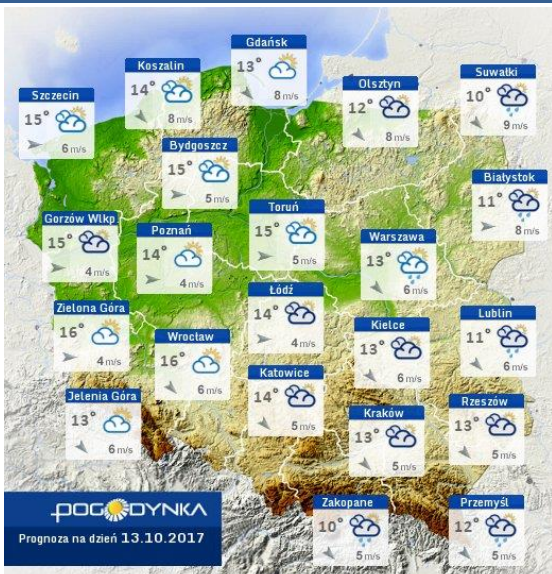 Gdańsk
13°
8 m/s
Koszalin
14°
8 m/s
Suwałki
10°
9 m/s
Olsztyn
12°
8 m/s
Szczecin
15°
6 m/s
Bydgoszcz
15°
5 m/s
Białystok
11°
8 m/s
Toruń
15°
5 m/s
Gorzów Wlkp
15°
4 m/s
Poznań
14°
4 m/s
Warszawa
13°
6 m/s
Łódź
14°
4 m/s
Zielona Góra
16°
4 m/s
Lublin
11°
6 m/s
Kielce
13°
6 m/s
Wrocław
16°
6 m/s
Katowice
14°
5 m/s
Jelenia Góra
13°
6 m/s
Rzeszów
13°
5 m/s
Kraków
13°
5 m/s
Zakopane
10°
5 m/s
Przemyśl
12°
5 m/s
POGODYNKA
Prognoza na dzień 13.10.2017